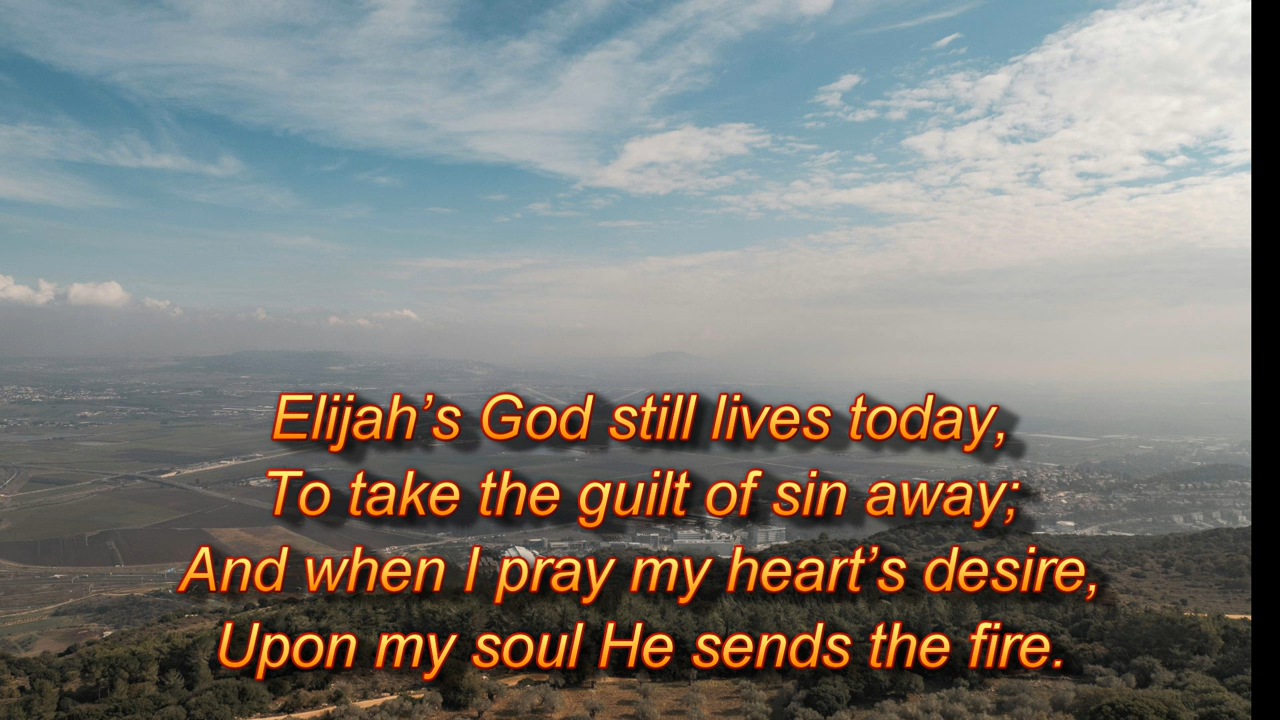 Elijah’s God still lives today,
To take the guilt of sin away;
And when I pray my heart’s desire,
Upon my soul He sends the fire.